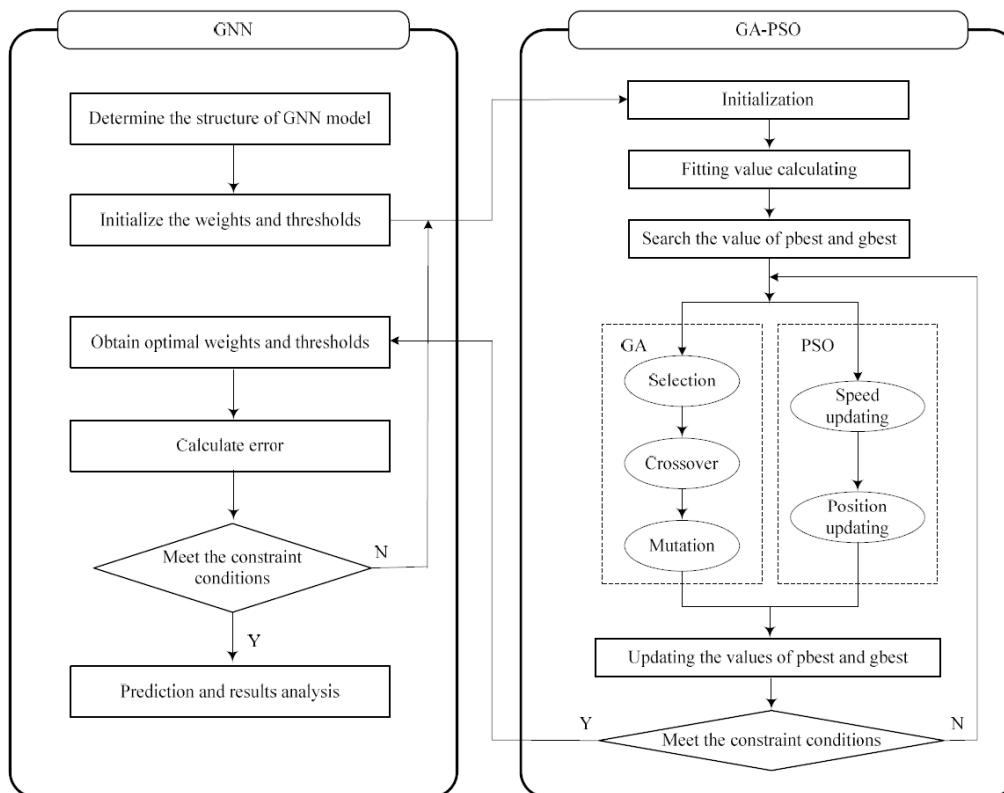 GNN
Determine the structure of GNN model
Initialize the weights and thresholds
Obtain optimal weights and thresholds
Calculate error
Meet the constraint
conditions
N
Y
Prediction and results analysis
GA-PSO
Initialization
Fitting value calculating
Search the value of pbest and gbest
GA
Selection
Crossover
Mutation
PSO
Speed
updating
Position
updating
Updating the values of pbest and gbest
Y
Meet the constraint conditions
N